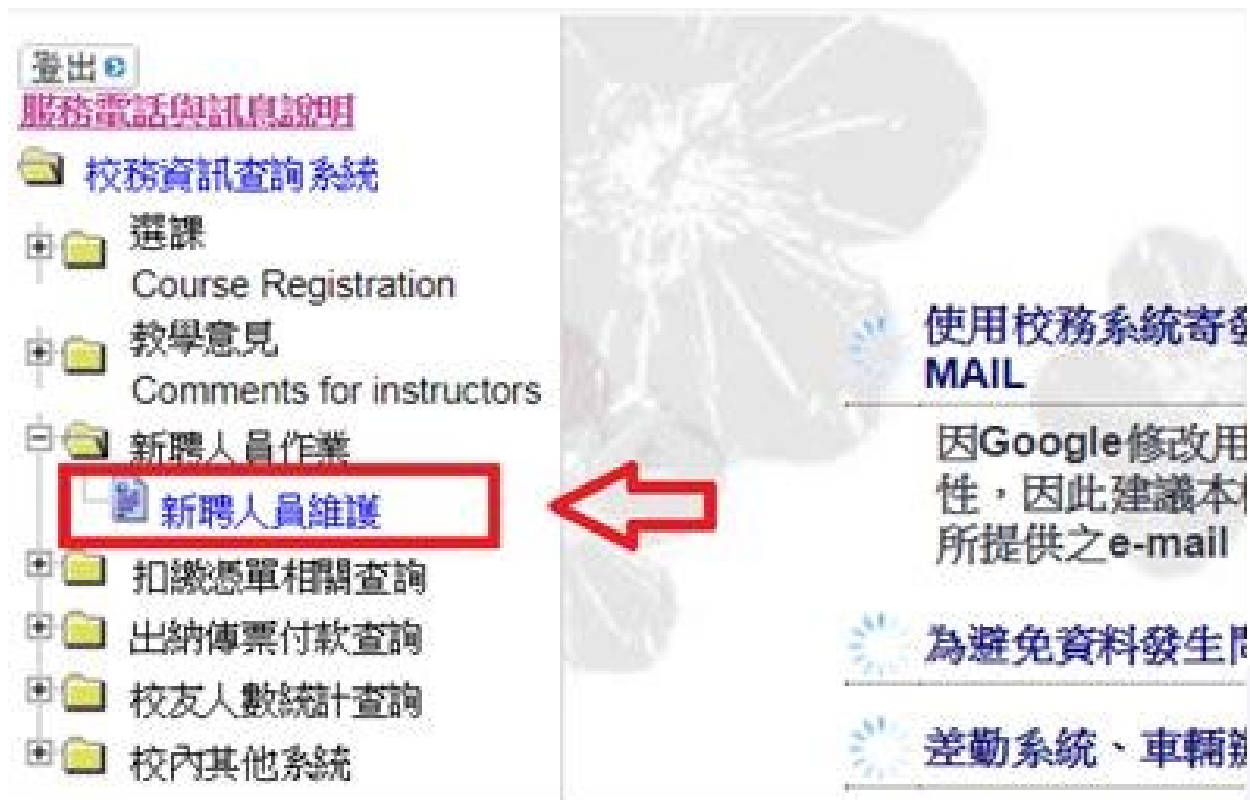 登出
服務電話與訊息說明
校務資訊查詢系統
選課
Course Registration
教學意見
Comments for instructors
新聘人員作業
新聘人員維護
扣繳憑單相關查詢
出納傳票付款查詢
校友人數統計查詢
校內其他系統
使用校務系統寄發
MAIL
因Google修改用
性，因此建議本
所提供之e-mail
為避免資料發生
差勤系統、車輛